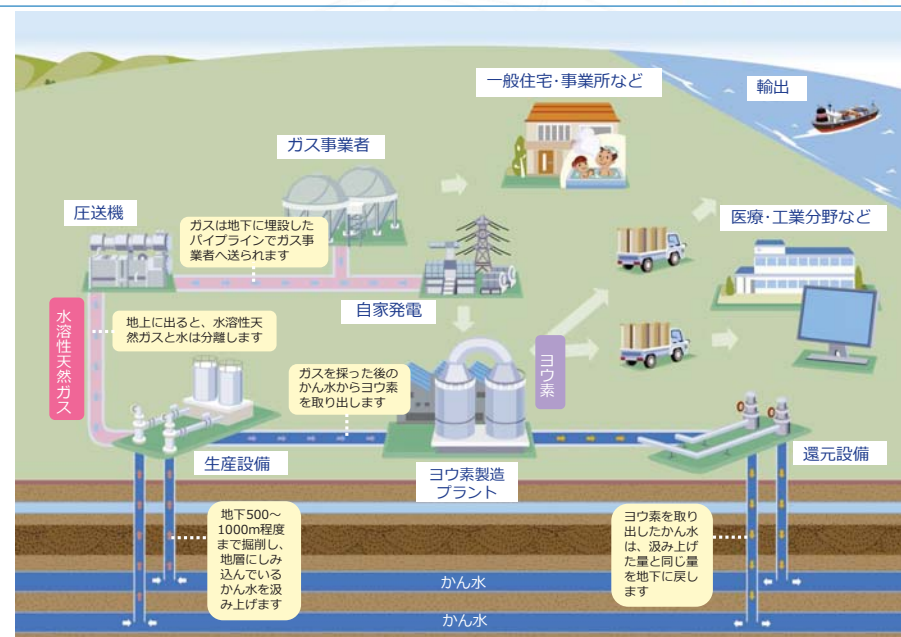 一般住宅・事業所など
輸出
ガス事業者
圧送機
ガスは地下に埋設した
パイプラインでガス事
業者へ送られます
医療・工業分野など
自家発電
水溶性天然ガス
地上に出ると、水溶性天
然ガスと水は分離します
ガスを採った後の
かん水からヨウ素
を取り出します
ヨウ素
生産設備
ヨウ素製造
プラント
還元設備
地下500～
1000m程度
まで掘削し、
地層にしみ
込んでいる
かん水を汲
み上げます
ヨウ素を取り
出したかん水
は、汲み上げ
た量と同じ量
を地下に戻し
ます
かん水
かん水